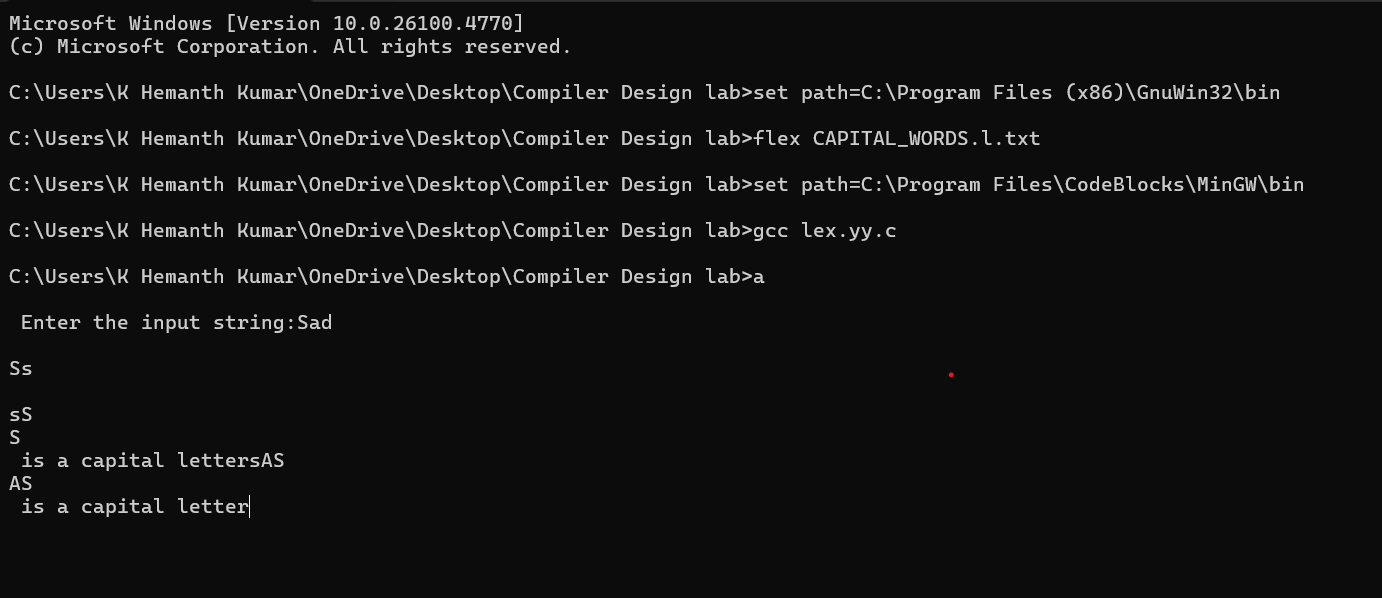 Microsoft Windows [Version 10.0.26100.4770]
(c) Microsoft Corporation. All rights reserved.
C:\Users\K Hemanth Kumar\OneDrive\Desktop\Compiler Design lab>set path=C:\Program Files (x86)\GnuWin32\bin
C:\Users\K Hemanth Kumar\OneDrive\Desktop\Compiler Design lab>flex CAPITAL_WORDS.l.txt
C:\Users\K Hemanth Kumar\OneDrive\Desktop\Compiler Design lab>set path=C:\Program Files\CodeBlocks\MinGW\bin
C:\Users\K Hemanth Kumar\OneDrive\Desktop\Compiler Design lab>gcc lex.yy.c
C:\Users\K Hemanth Kumar\OneDrive\Desktop\Compiler Design lab>a
Enter the input string:Sad
Ss
sS
S
is a capital lettersAS
AS
is a capital letter